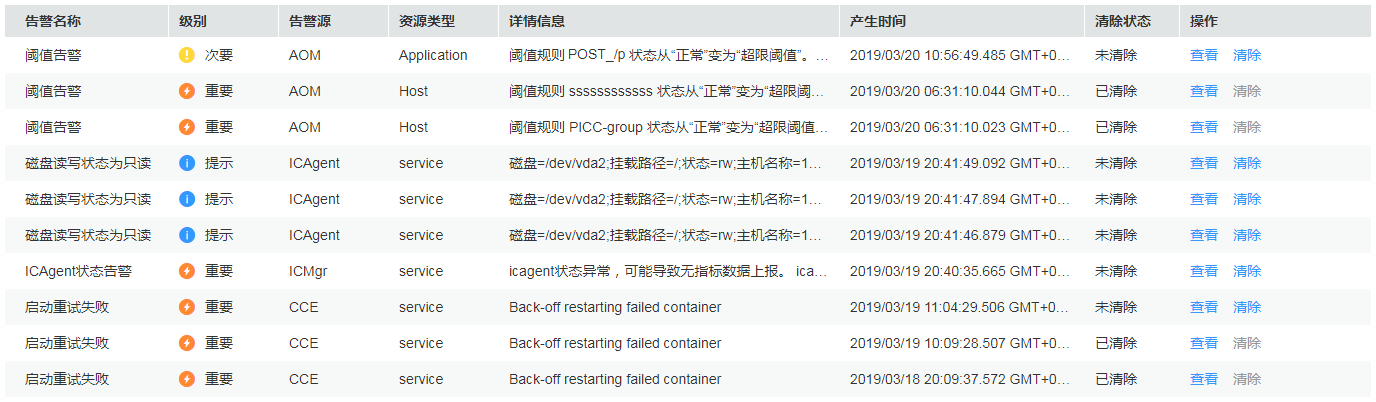 告警名称 级别 告警源 资源类型 详情信息 产生时间 清除状态 操作
阈值告警 次要 AOM Application 阈值规则 POST_/p 状态从“正常”变为“超限阈值”。... 2019/03/20 10:56:49.485 GMT+0... 未清除 查看 清除
阈值告警 重要 AOM Host 阈值规则 ssssssssssss 状态从“正常”变为“超限阈... 2019/03/20 06:31:10.044 GMT+0... 已清除 查看 清除
阈值告警 重要 AOM Host 阈值规则 PICC-group 状态从“正常”变为“超限阈值... 2019/03/20 06:31:10.023 GMT+0... 已清除 查看 清除
磁盘读写状态为只读 提示 ICAgent service 磁盘=/dev/vda2;挂载路径=/;状态=rw;主机名称=1... 2019/03/19 20:41:49.092 GMT+0... 未清除 查看 清除
磁盘读写状态为只读 提示 ICAgent service 磁盘=/dev/vda2;挂载路径=/;状态=rw;主机名称=1... 2019/03/19 20:41:47.894 GMT+0... 未清除 查看 清除
磁盘读写状态为只读 提示 ICAgent service 磁盘=/dev/vda2;挂载路径=/;状态=rw;主机名称=1... 2019/03/19 20:41:46.879 GMT+0... 未清除 查看 清除
ICAgent状态告警 重要 ICMgr service icagent状态异常，可能导致无指标数据上报。 ica... 2019/03/19 20:40:35.665 GMT+0... 未清除 查看 清除
启动重试失败 重要 CCE service Back-off restarting failed container 2019/03/19 11:04:29.506 GMT+0... 未清除 查看 清除
启动重试失败 重要 CCE service Back-off restarting failed container 2019/03/19 10:09:28.507 GMT+0... 已清除 查看 清除
启动重试失败 重要 CCE service Back-off restarting failed container 2019/03/18 20:09:37.572 GMT+0... 已清除 查看 清除